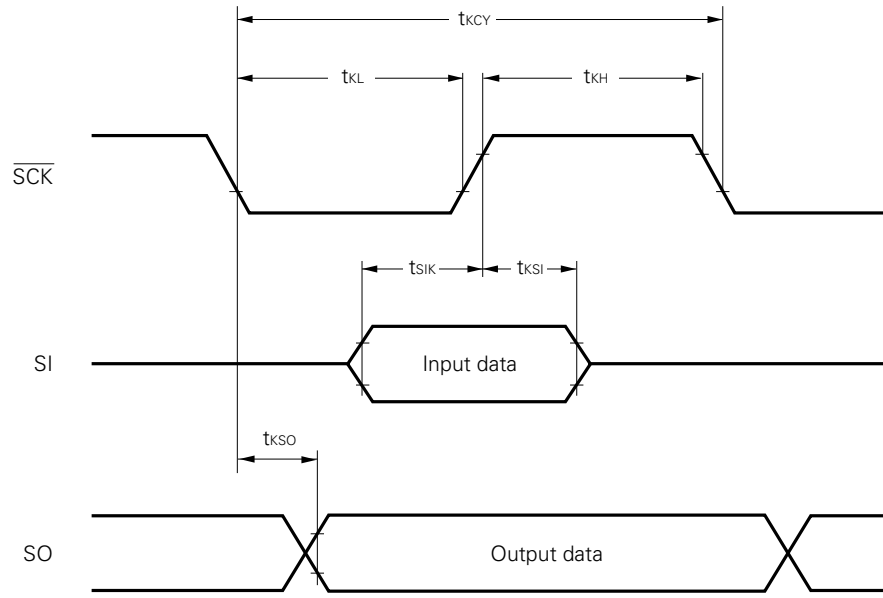 tKCY
tKL
tKH
SCK
tSIK
tKSI
SI
Input data
tKSO
SO
Output data